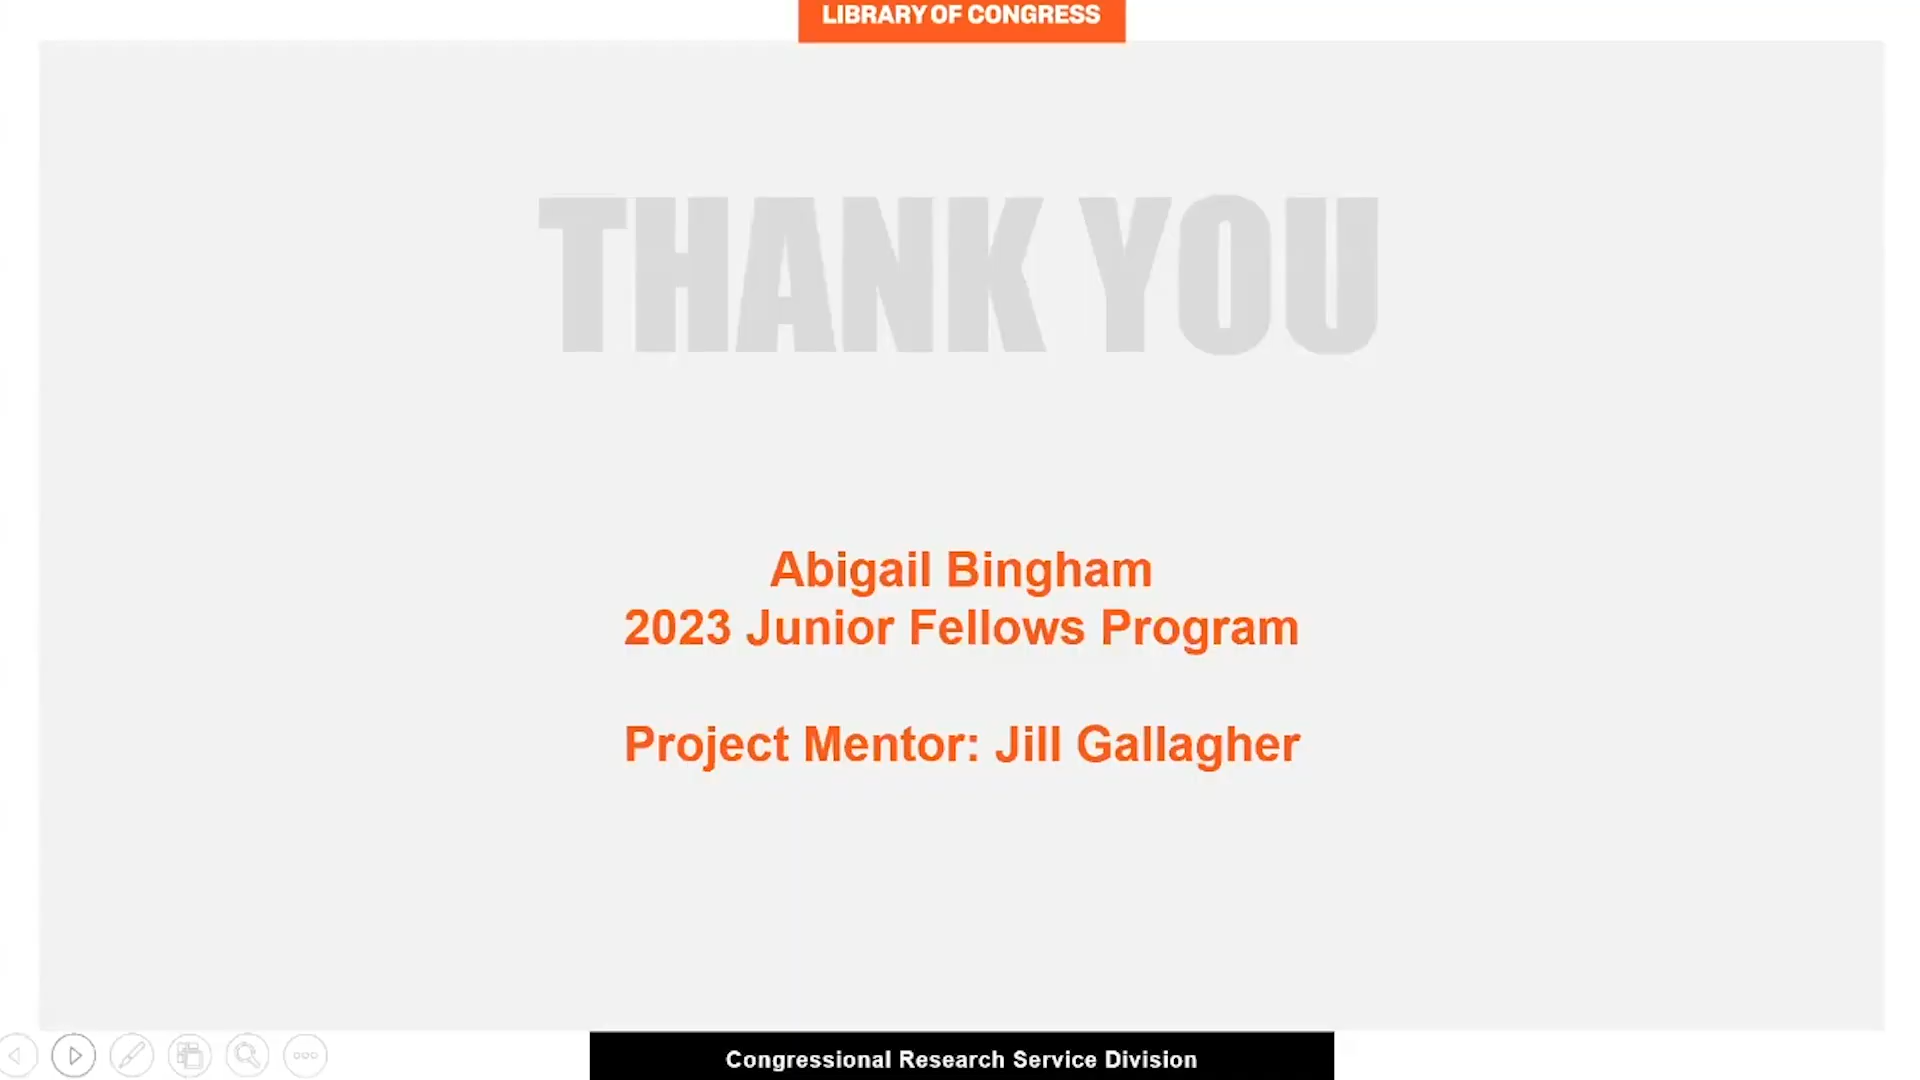 LIBRARY OF CONGRESS
THANK YOU
Abigail Bingham
2023 Junior Fellows Program
Project Mentor: Jill Gallagher
Congressional Research Service Division